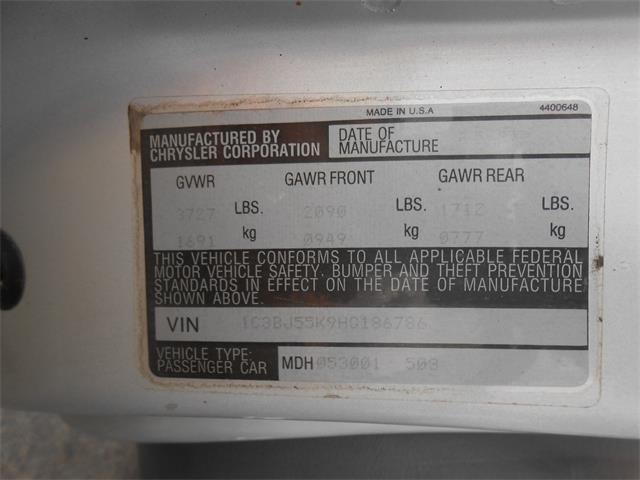 MADE IN U.S.A 4400648
MANUFACTURED BY CHRYSLER CORPORATION
DATE OF MANUFACTURE
GVWR GAWR FRONT GAWR REAR
3727 LBS. 2090 LBS. 1712 LBS.
1691 kg 0949 kg 0777 kg
THIS VEHICLE CONFORMS TO ALL APPLICABLE FEDERAL
MOTOR VEHICLE SAFETY, BUMPER AND THEFT PREVENTION
STANDARDS IN EFFECT ON THE DATE OF MANUFACTURE
SHOWN ABOVE.
VIN 1C3BJ55K9HG186786
VEHICLE TYPE:
PASSENGER CAR MDH 053001 503